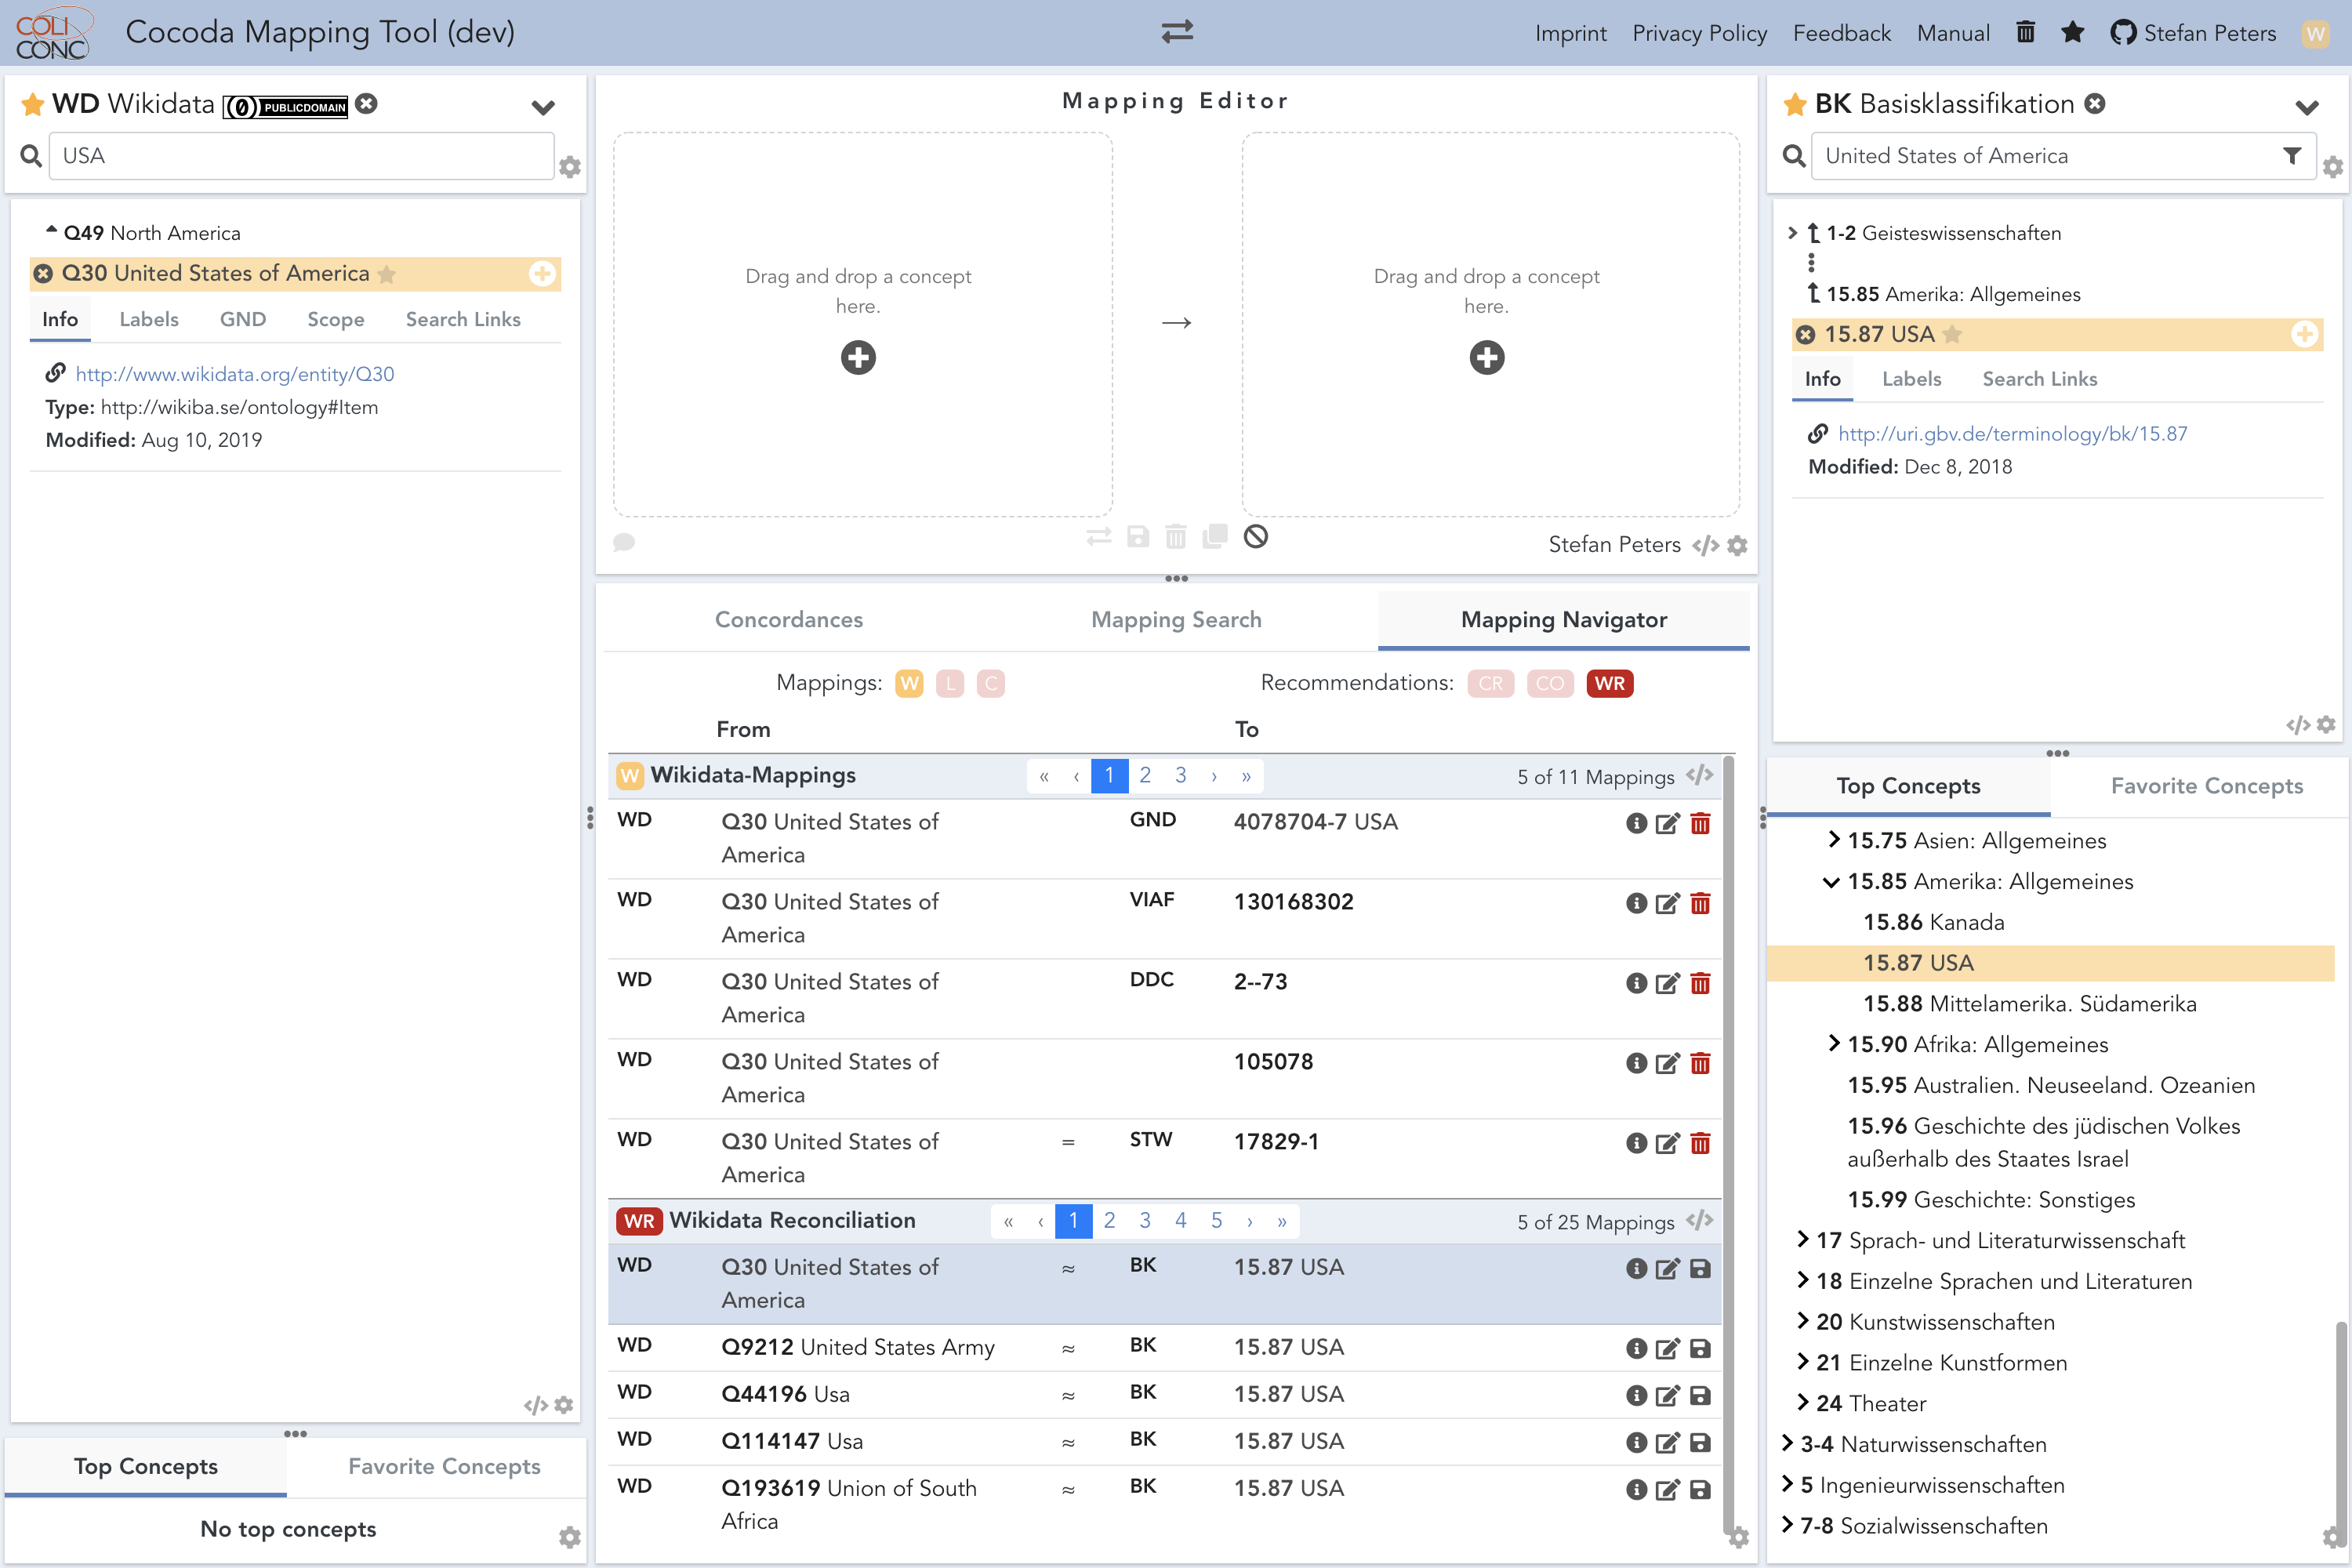 COLI CONC
Cocoda Mapping Tool (dev)
Imprint Privacy Policy Feedback Manual Stefan Peters W
WD Wikidata PUBLICDOMAIN
USA
Q49 North America
Q30 United States of America
Info Labels GND Scope Search Links
http://www.wikidata.org/entity/Q30
Type: http://wikiba.se/ontology#Item
Modified: Aug 10, 2019
Top Concepts Favorite Concepts
No top concepts
Mapping Editor
Drag and drop a concept
here.
→
Drag and drop a concept
here.
Stefan Peters </>
Concordances Mapping Search Mapping Navigator
Mappings: W L C Recommendations: CR CO WR
From To
W Wikidata-Mappings « ‹ 1 2 3 › » 5 of 11 Mappings </>
WD Q30 United States of America GND 4078704-7 USA
WD Q30 United States of America VIAF 130168302
WD Q30 United States of America DDC 2--73
WD Q30 United States of America 105078
WD Q30 United States of America = STW 17829-1
WR Wikidata Reconciliation « ‹ 1 2 3 4 5 › » 5 of 25 Mappings </>
WD Q30 United States of America ≈ BK 15.87 USA
WD Q9212 United States Army ≈ BK 15.87 USA
WD Q44196 Usa ≈ BK 15.87 USA
WD Q114147 Usa ≈ BK 15.87 USA
WD Q193619 Union of South Africa ≈ BK 15.87 USA
BK Basisklassifikation
United States of America
1-2 Geisteswissenschaften
15.85 Amerika: Allgemeines
15.87 USA
Info Labels Search Links
http://uri.gbv.de/terminology/bk/15.87
Modified: Dec 8, 2018
</>
Top Concepts Favorite Concepts
15.75 Asien: Allgemeines
15.85 Amerika: Allgemeines
15.86 Kanada
15.87 USA
15.88 Mittelamerika. Südamerika
15.90 Afrika: Allgemeines
15.95 Australien. Neuseeland. Ozeanien
15.96 Geschichte des jüdischen Volkes
außerhalb des Staates Israel
15.99 Geschichte: Sonstiges
17 Sprach- und Literaturwissenschaft
18 Einzelne Sprachen und Literaturen
20 Kunstwissenschaften
21 Einzelne Kunstformen
24 Theater
3-4 Naturwissenschaften
5 Ingenieurwissenschaften
7-8 Sozialwissenschaften